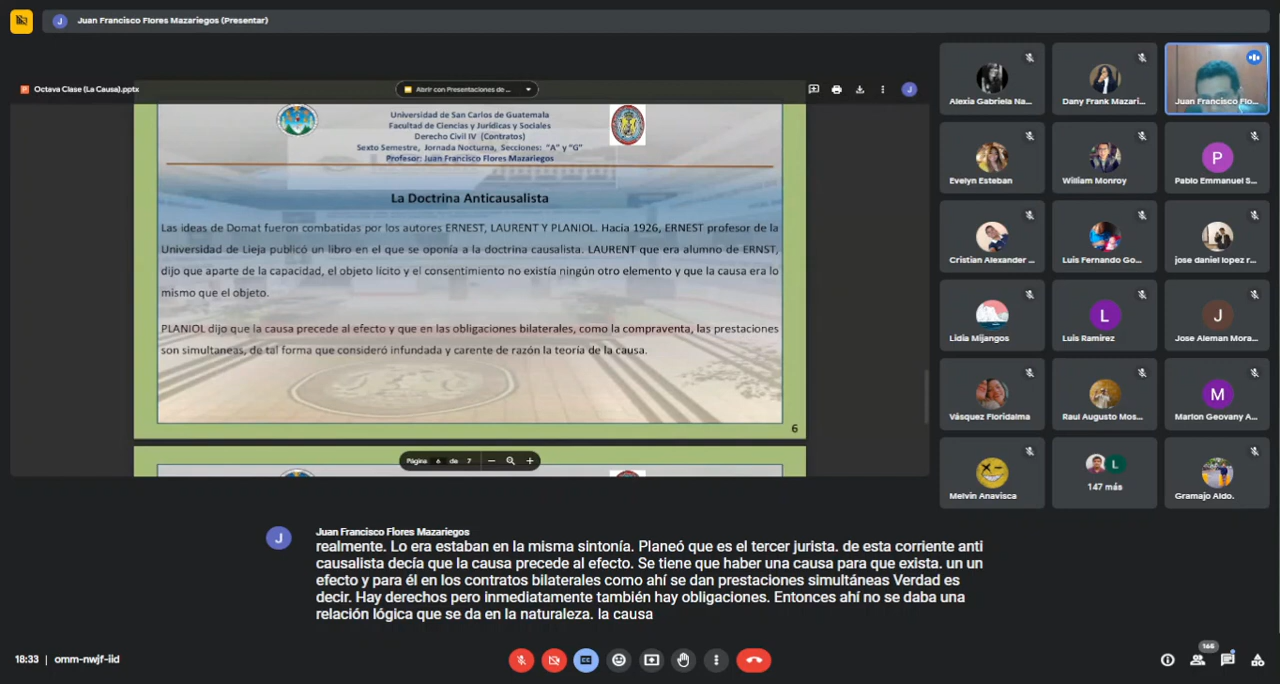 Juan Francisco Flores Mazariegos (Presentar)
Octava Clase (La Causa).pptx
Abrir con Presentaciones de ...
Universidad de San Carlos de Guatemala
Facultad de Ciencias y Jurídicas y Sociales
Derecho Civil IV (Contratos)
Sexto Semestre, Jornada Nocturna, Secciones: "A" y "G"
Profesor: Juan Francisco Flores Mazariegos
La Doctrina Anticausalista
Las ideas de Domat fueron combatidas por los autores ERNEST, LAURENT Y PLANIOL. Hacia 1926, ERNEST profesor de la
Universidad de Lieja publicó un libro en el que se oponía a la doctrina causalista. LAURENT que era alumno de ERNST,
dijo que aparte de la capacidad, el objeto lícito y el consentimiento no existía ningún otro elemento y que la causa era lo
mismo que el objeto.
PLANIOL dijo que la causa precede al efecto y que en las obligaciones bilaterales, como la compraventa, las prestaciones
son simultaneas, de tal forma que consideró infundada y carente de razón la teoría de la causa.
6
Página 6 de 7
Alexia Gabriela Na...
Dany Frank Mazari...
Juan Francisco Flo...
Evelyn Esteban
William Monroy
P
Pablo Emmanuel S...
Cristian Alexander ...
Luis Fernando Go...
jose daniel lopez r...
Lidia Mijangos
L
Luis Ramirez
J
Jose Aleman Mora...
Vásquez Floridalma
Raul Augusto Mos...
M
Marlon Geovany A...
Melvin Anavisca
L
147 más
Gramajo Aldo.
J
Juan Francisco Flores Mazariegos
realmente. Lo era estaban en la misma sintonía. Planeó que es el tercer jurista. de esta corriente anti
causalista decía que la causa precede al efecto. Se tiene que haber una causa para que exista. un un
efecto y para él en los contratos bilaterales como ahí se dan prestaciones simultáneas Verdad es
decir. Hay derechos pero inmediatamente también hay obligaciones. Entonces ahí no se daba una
relación lógica que se da en la naturaleza. la causa
18:33 | omm-nwjf-iid
166